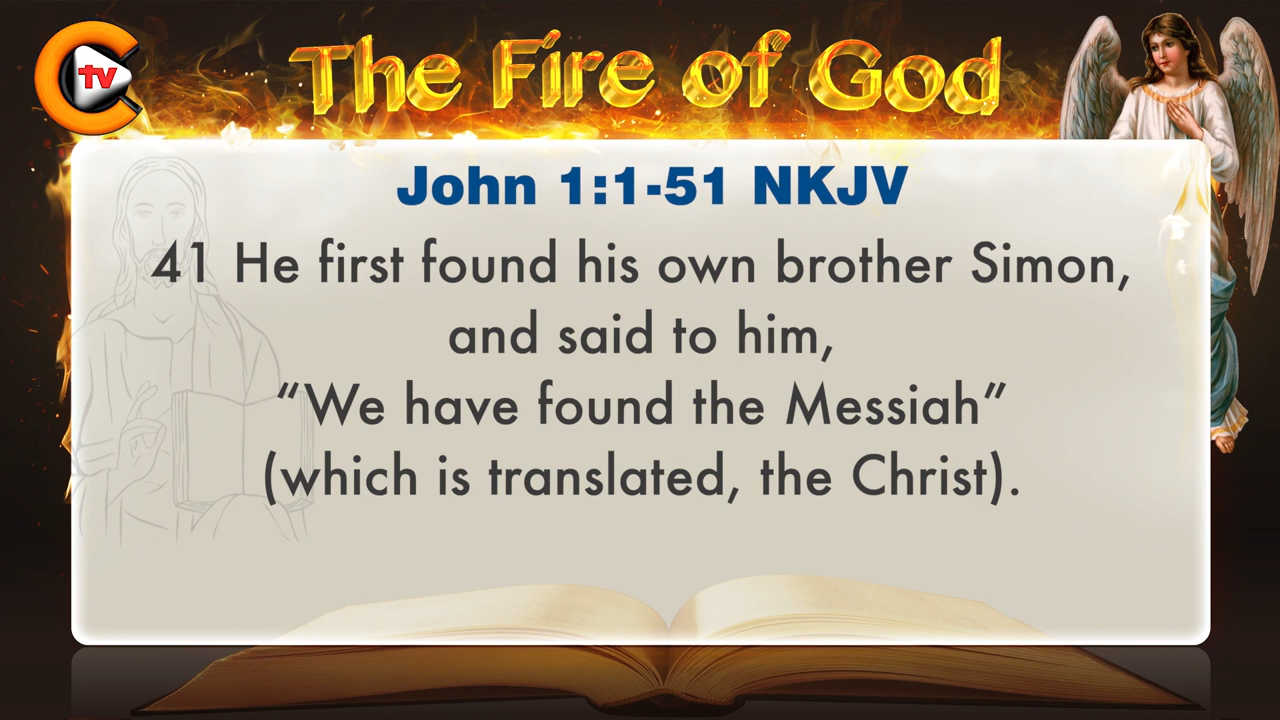 tv
The Fire of God
John 1:1-51 NKJV
41 He first found his own brother Simon,
and said to him,
“We have found the Messiah”
(which is translated, the Christ).